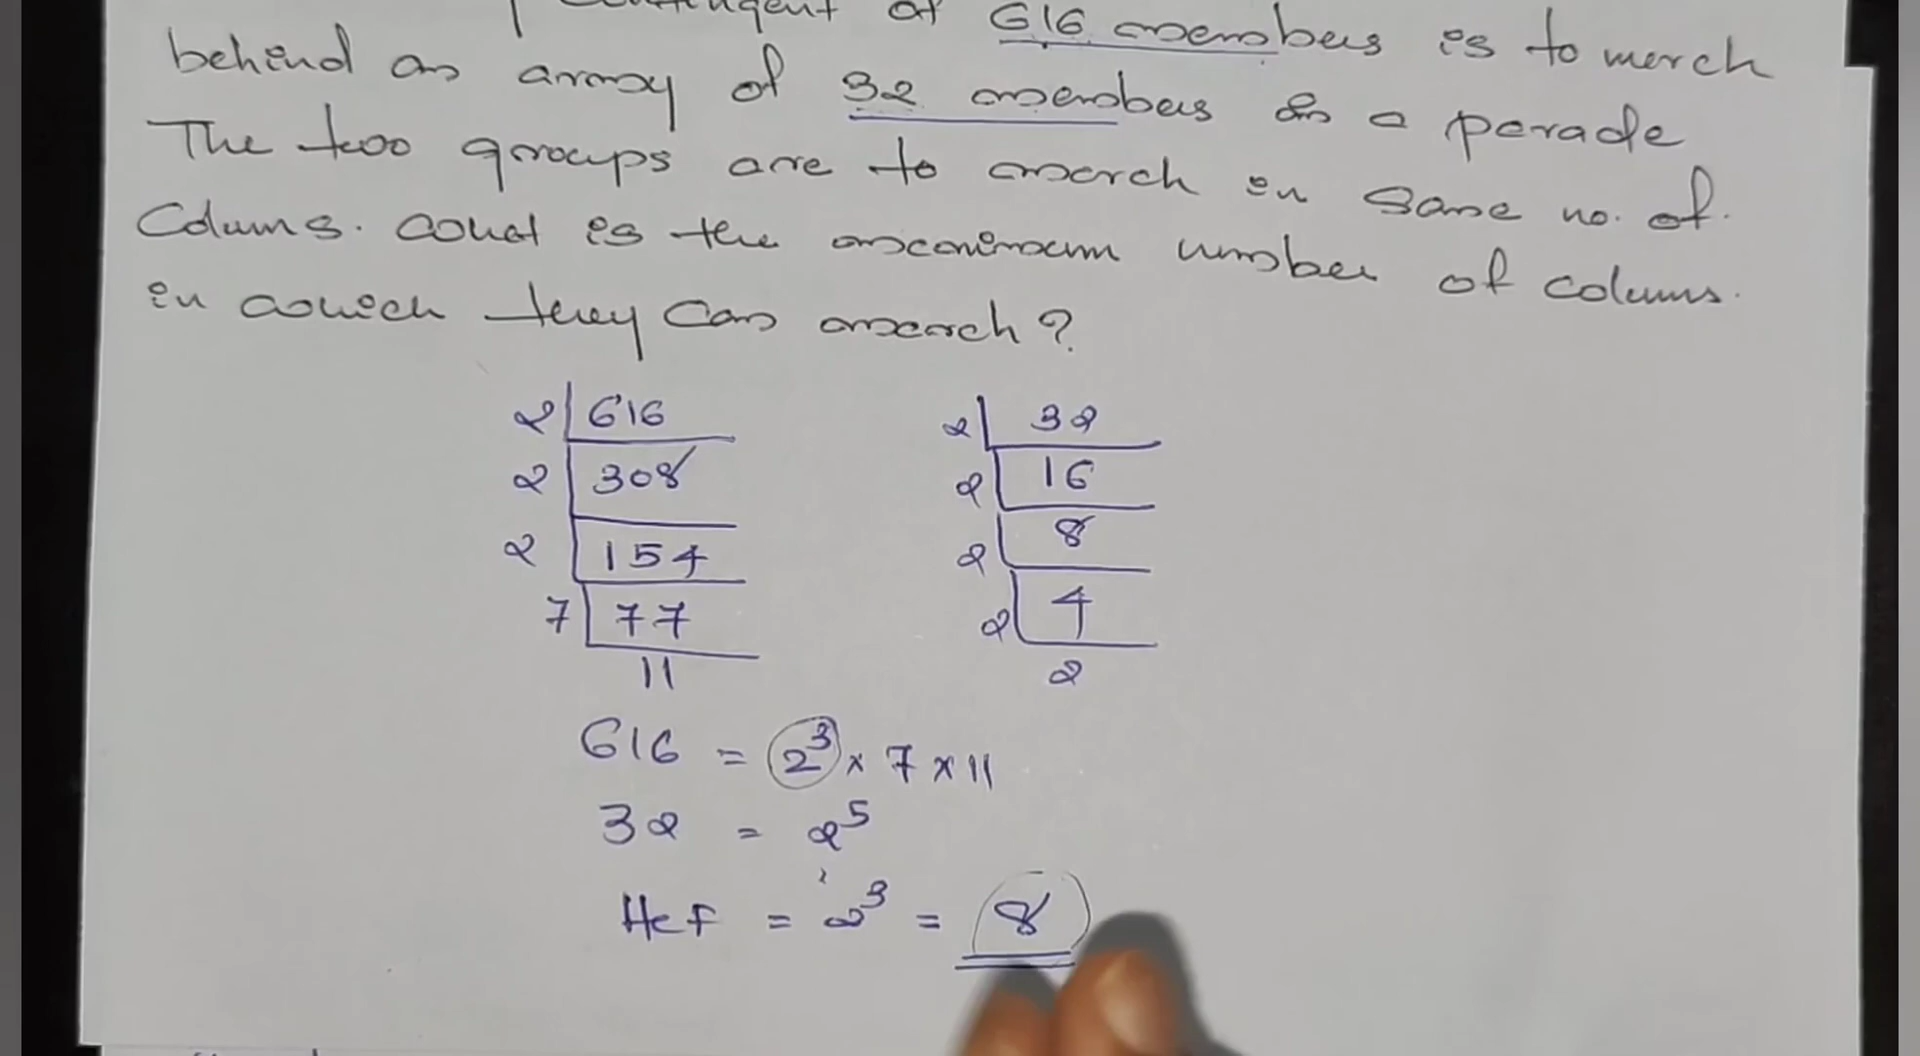 contingent of 616 members is to march
behind an army of 32 members in a parade
The two groups are to march in same no. of.
Colums. What is the maximum number of colums.
in which they can march?
2 616
2 308
2 154
7 77
11
2 32
2 16
2 8
2 4
2
616 = 2³ × 7 × 11
32 = 2⁵
HCF = 2³ = 8